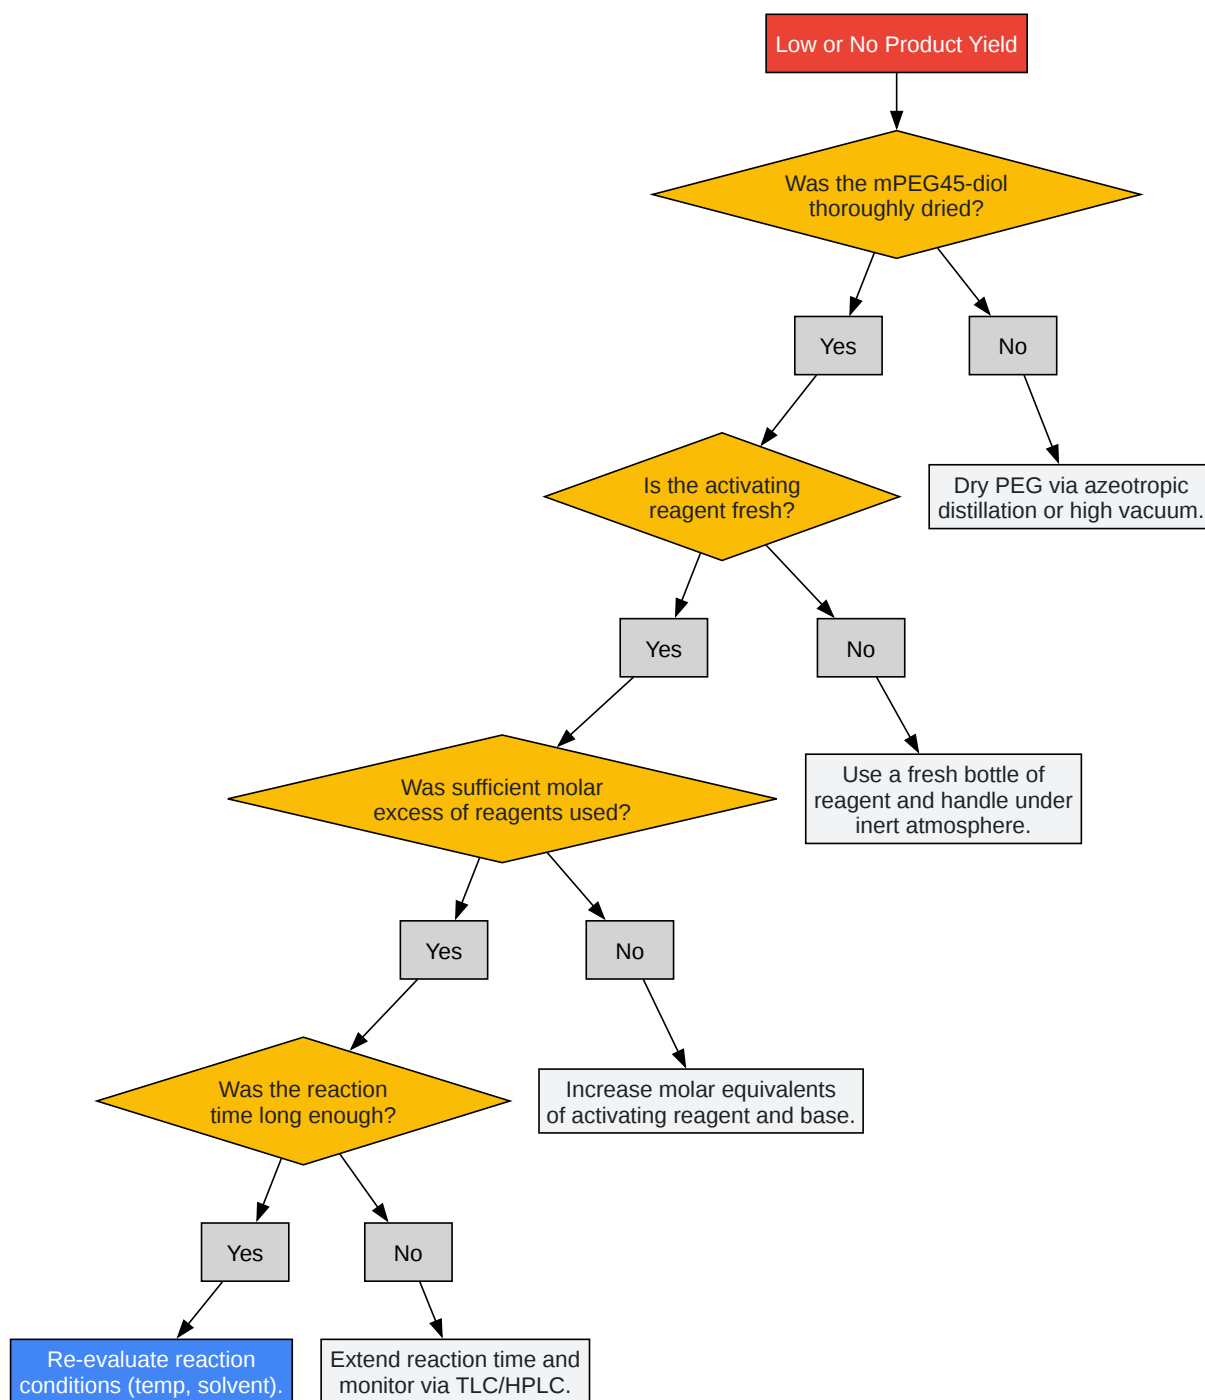 Low or No Product Yield
Was the mPEG45-diol
thoroughly dried?
Yes
No
Is the activating
reagent fresh?
Dry PEG via azeotropic
distillation or high vacuum.
Yes
No
Was sufficient molar
excess of reagents used?
Use a fresh bottle of
reagent and handle under
inert atmosphere.
Yes
No
Was the reaction
time long enough?
Increase molar equivalents
of activating reagent and base.
Yes
No
Re-evaluate reaction
conditions (temp, solvent).
Extend reaction time and
monitor via TLC/HPLC.